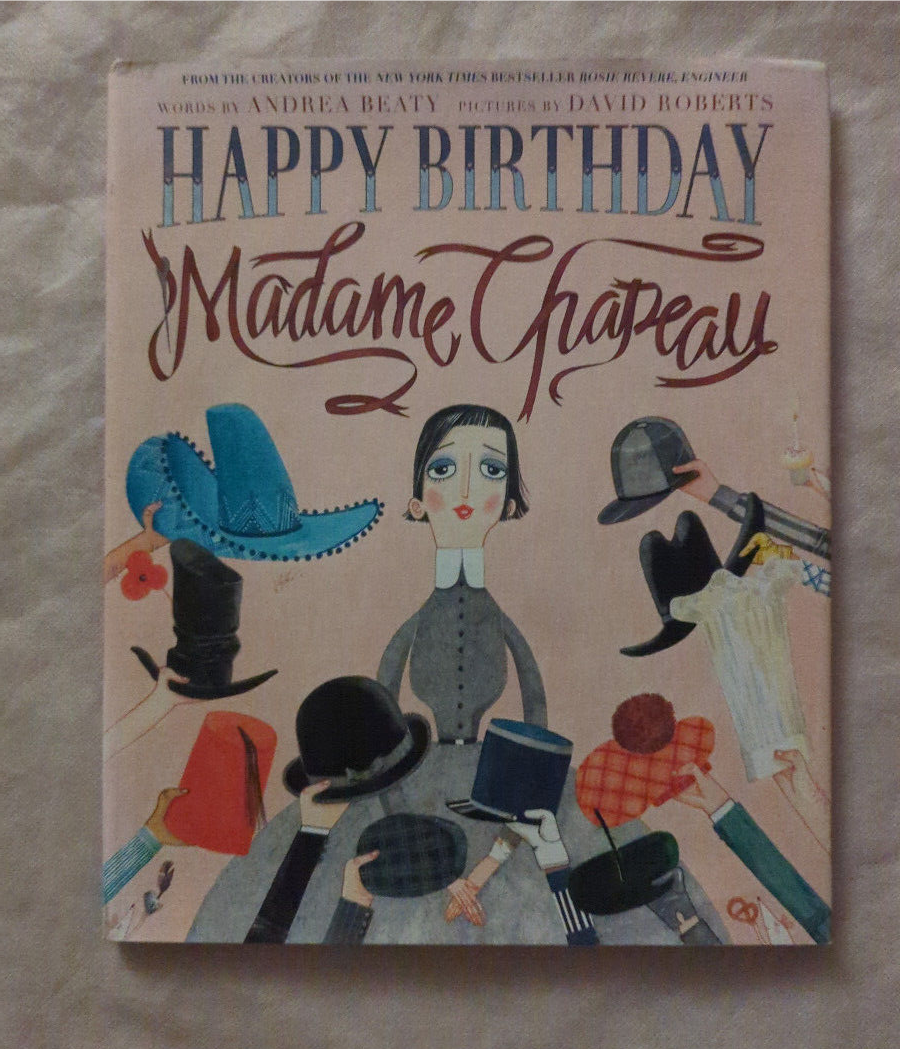 FROM THE CREATORS OF THE NEW YORK TIMES BESTSELLER ROSIE REVERE, ENGINEER
WORDS BY ANDREA BEATY PICTURES BY DAVID ROBERTS
HAPPY BIRTHDAY
Madame Chapeau